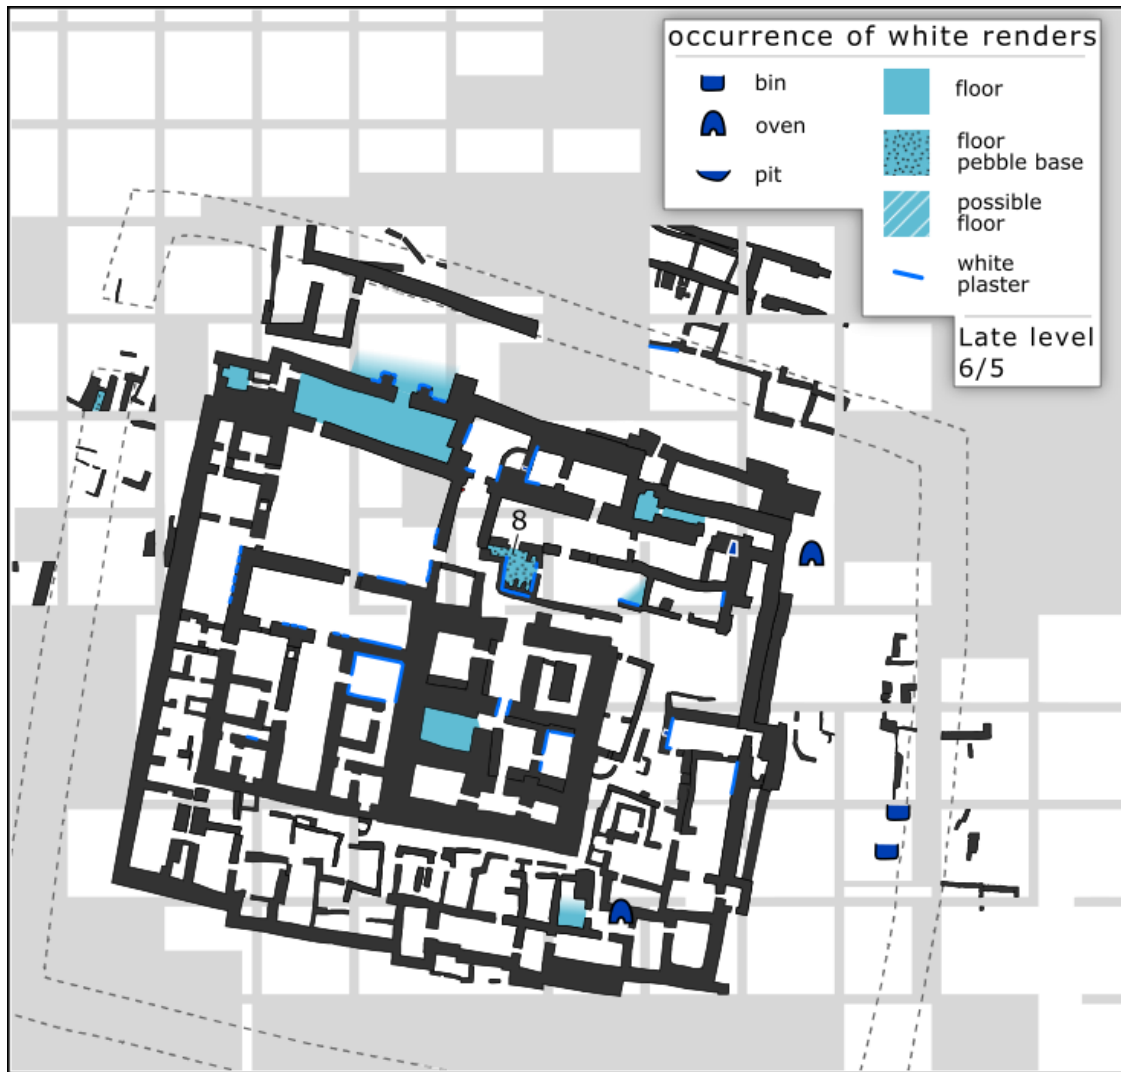 occurrence of white renders
bin
oven
pit
floor
floor
pebble base
possible
floor
white
plaster
Late level
6/5
8